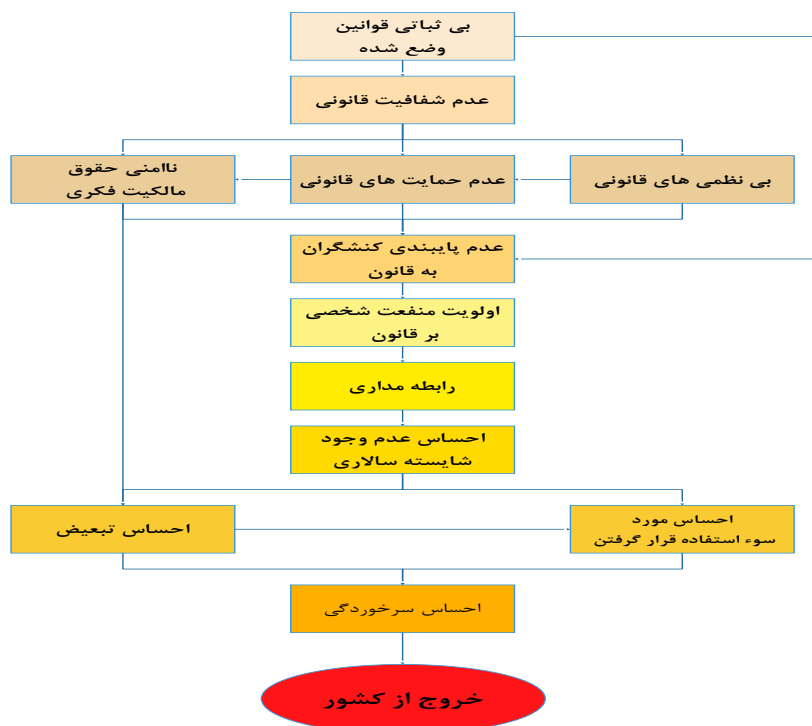 بی ثباتی قوانین
وضع شده
عدم شفافیت قانونی
بی نظمی های قانونی
عدم حمایت های قانونی
ناامنی حقوق
مالکیت فکری
عدم پایبندی کنشگران
به قانون
اولویت منفعت شخصی
بر قانون
رابطه مداری
احساس عدم وجود
شایسته سالاری
احساس مورد
سوء استفاده قرار گرفتن
احساس تبعیض
احساس سرخوردگی
خروج از کشور